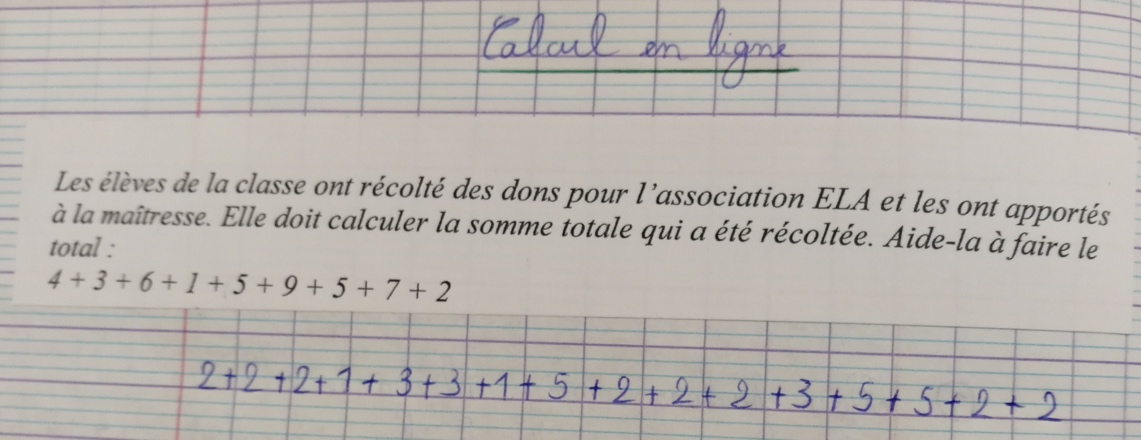 Calcul en ligne
Les élèves de la classe ont récolté des dons pour l'association ELA et les ont apportés
à la maîtresse. Elle doit calculer la somme totale qui a été récoltée. Aide-la à faire le
total :
4 + 3 + 6 + 1 + 5 + 9 + 5 + 7 + 2
2+2+2+1+3+3+1+5+2+2+2+3+5+5+2+2